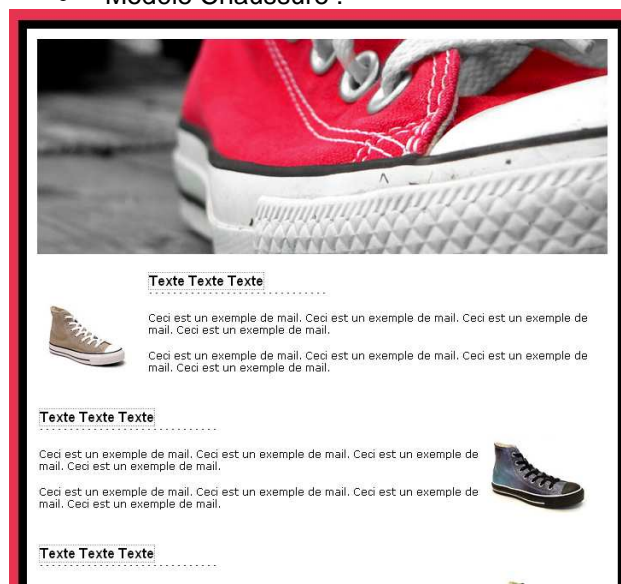 • Modèle Chaussure :
Texte Texte Texte
Ceci est un exemple de mail. Ceci est un exemple de mail. Ceci est un exemple de
mail. Ceci est un exemple de mail.
Ceci est un exemple de mail. Ceci est un exemple de mail. Ceci est un exemple de
mail. Ceci est un exemple de mail.
Texte Texte Texte
Ceci est un exemple de mail. Ceci est un exemple de mail. Ceci est un exemple de
mail. Ceci est un exemple de mail.
Ceci est un exemple de mail. Ceci est un exemple de mail. Ceci est un exemple de
mail. Ceci est un exemple de mail.
Texte Texte Texte